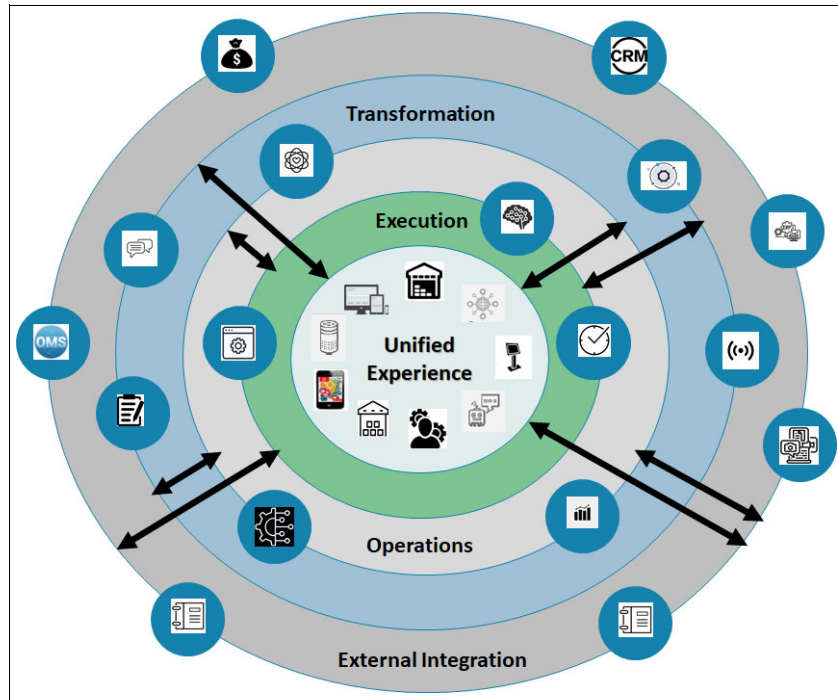 $
CRM
Transformation
Execution
OMS
Unified
Experience
Operations
External Integration